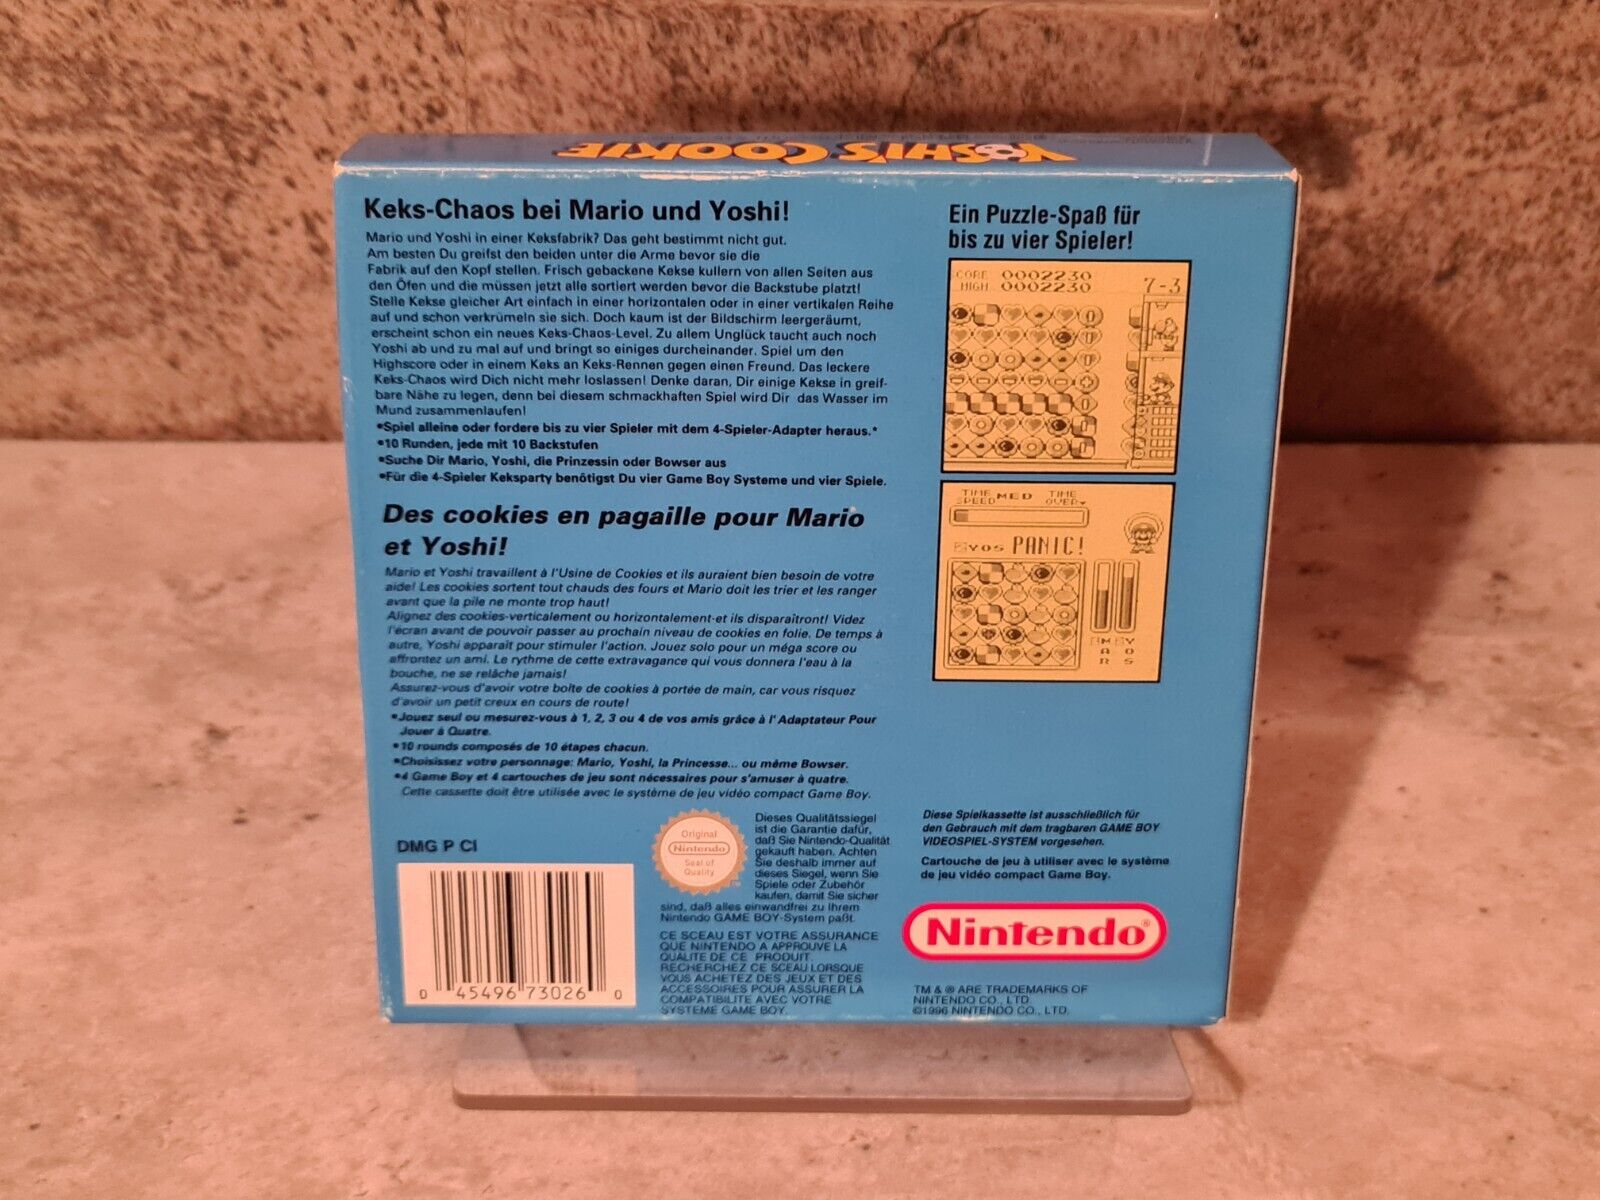 YOSHI'S COOKIE
Keks-Chaos bei Mario und Yoshi!
Mario und Yoshi in einer Keksfabrik? Das geht bestimmt nicht gut.
Am besten Du greifst den beiden unter die Arme bevor sie die
Fabrik auf den Kopf stellen. Frisch gebackene Kekse kullern von allen Seiten aus
den Öfen und die müssen jetzt alle sortiert werden bevor die Backstube platzt!
Stelle Kekse gleicher Art einfach in einer horizontalen oder in einer vertikalen Reihe
auf und schon verkrümeln sie sich. Doch kaum ist der Bildschirm leergeräumt,
erscheint schon ein neues Keks-Chaos-Level. Zu allem Unglück taucht auch noch
Yoshi ab und zu mal auf und bringt so einiges durcheinander. Spiel um den
Highscore oder in einem Keks an Keks-Rennen gegen einen Freund. Das leckere
Keks-Chaos wird Dich nicht mehr loslassen! Denke daran, Dir einige Kekse in greif-
bare Nähe zu legen, denn bei diesem schmackhaften Spiel wird Dir das Wasser im
Mund zusammenlaufen!
•Spiel alleine oder fordere bis zu vier Spieler mit dem 4-Spieler-Adapter heraus.*
•10 Runden, jede mit 10 Backstufen
•Suche Dir Mario, Yoshi, die Prinzessin oder Bowser aus
•Für die 4-Spieler Keksparty benötigst Du vier Game Boy Systeme und vier Spiele.
Des cookies en pagaille pour Mario
et Yoshi!
Mario et Yoshi travaillent à l'Usine de Cookies et ils auraient bien besoin de votre
aide! Les cookies sortent tout chauds des fours et Mario doit les trier et les ranger
avant que la pile ne monte trop haut!
Alignez des cookies-verticalement ou horizontalement-et ils disparaîtront! Videz
l'écran avant de pouvoir passer au prochain niveau de cookies en folie. De temps à
autre, Yoshi apparaît pour stimuler l'action. Jouez solo pour un méga score ou
affrontez un ami. Le rythme de cette extravagance qui vous donnera l'eau à la
bouche, ne se relâche jamais!
Assurez-vous d'avoir votre boîte de cookies à portée de main, car vous risquez
d'avoir un petit creux en cours de route!
•Jouez seul ou mesurez-vous à 1, 2, 3 ou 4 de vos amis grâce à l'Adaptateur Pour
Jouer à Quatre.
•10 rounds composés de 10 étapes chacun.
•Choisissez votre personnage: Mario, Yoshi, la Princesse... ou même Bowser.
•4 Game Boy et 4 cartouches de jeu sont nécessaires pour s'amuser à quatre.
Cette cassette doit être utilisée avec le système de jeu vidéo compact Game Boy.
DMG P CI
0 45496 73026 0
Original
Nintendo
Seal of
Quality
Dieses Qualitätssiegel
ist die Garantie dafür,
daß Sie Nintendo-Qualität
gekauft haben. Achten
Sie deshalb immer auf
dieses Siegel, wenn Sie
Spiele oder Zubehör
kaufen, damit Sie sicher
sind, daß alles einwandfrei zu Ihrem
Nintendo GAME BOY-System paßt.
CE SCEAU EST VOTRE ASSURANCE
QUE NINTENDO A APPROUVE LA
QUALITE DE CE PRODUIT.
RECHERCHEZ CE SCEAU LORSQUE
VOUS ACHETEZ DES JEUX ET DES
ACCESSOIRES POUR ASSURER LA
COMPATIBILITE AVEC VOTRE
SYSTEME GAME BOY.
Ein Puzzle-Spaß für
bis zu vier Spieler!
SCORE 0002230
HIGH 0002230
7-3
TIME MED TIME
SPEED OVER
YOS PANIC!
MAR YOS
Diese Spielkassette ist ausschließlich für
den Gebrauch mit dem tragbaren GAME BOY
VIDEOSPIEL-SYSTEM vorgesehen.
Cartouche de jeu à utiliser avec le système
de jeu vidéo compact Game Boy.
Nintendo®
TM & ® ARE TRADEMARKS OF
NINTENDO CO., LTD.
©1996 NINTENDO CO., LTD.